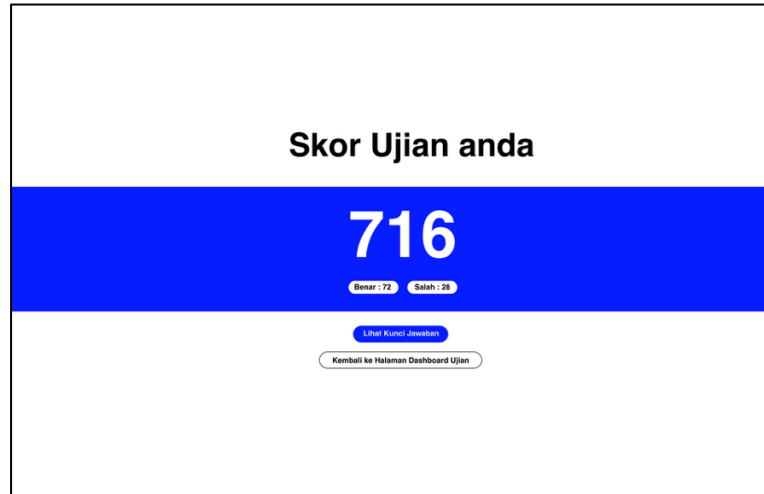 Skor Ujian anda
716
Benar : 72 Salah : 28
Lihat Kunci Jawaban
Kembali ke Halaman Dashboard Ujian